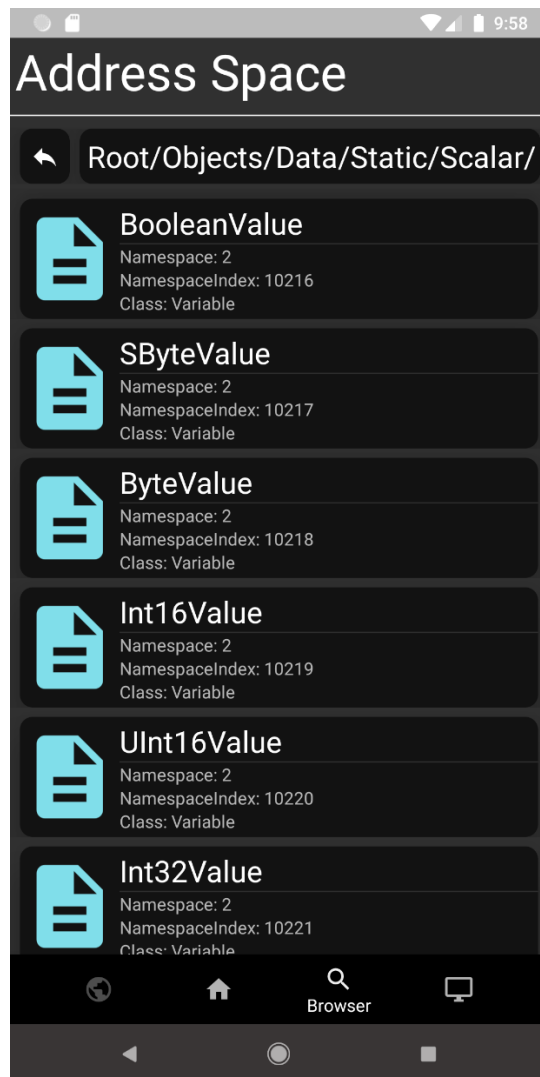 9:58
Address Space
Root/Objects/Data/Static/Scalar/
BooleanValue
Namespace: 2
NamespaceIndex: 10216
Class: Variable
SByteValue
Namespace: 2
NamespaceIndex: 10217
Class: Variable
ByteValue
Namespace: 2
NamespaceIndex: 10218
Class: Variable
Int16Value
Namespace: 2
NamespaceIndex: 10219
Class: Variable
UInt16Value
Namespace: 2
NamespaceIndex: 10220
Class: Variable
Int32Value
Namespace: 2
NamespaceIndex: 10221
Class: Variable
Browser